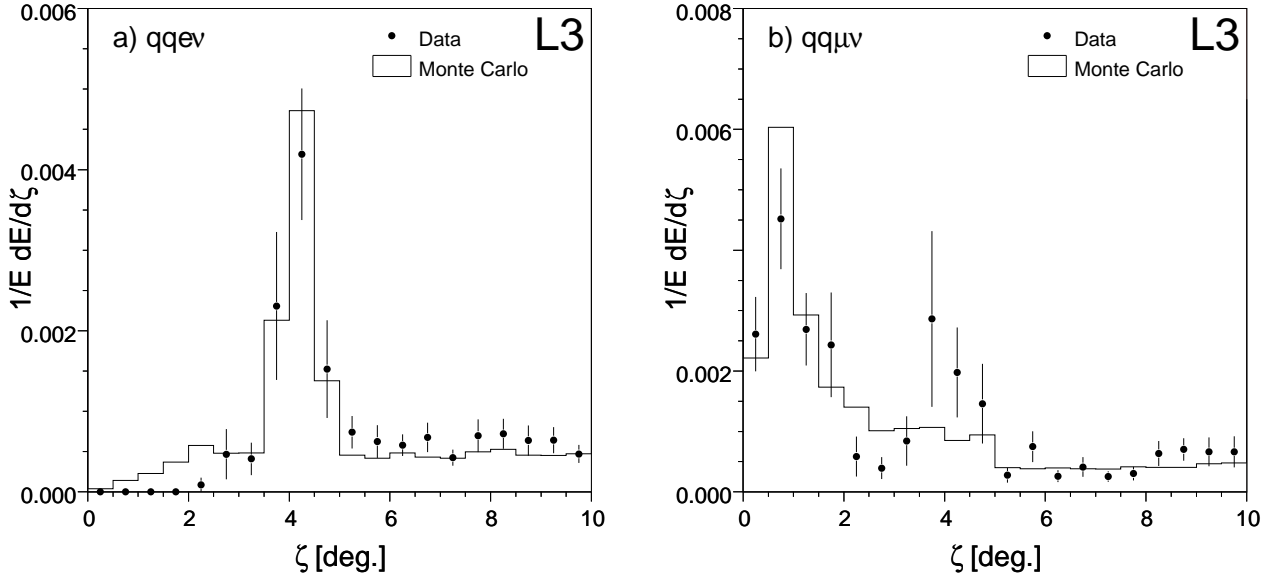 a) qqeν
L3
Data
Monte Carlo
1/E dE/dζ
0.006
0.004
0.002
0.000
0 2 4 6 8 10
ζ [deg.]
b) qqμν
L3
Data
Monte Carlo
1/E dE/dζ
0.008
0.006
0.002
0.000
0 2 4 6 8 10
ζ [deg.]